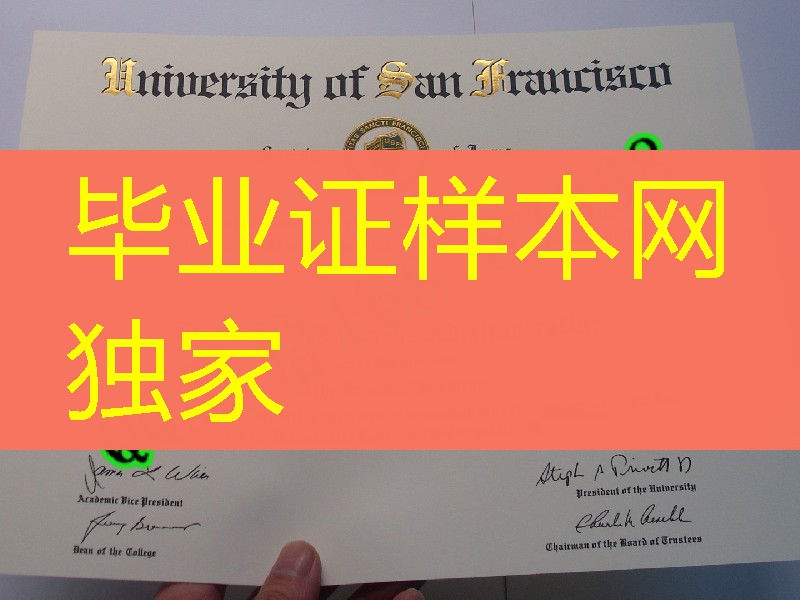 University of San Francisco
毕业证样本网
独家
Academic Vice President
President of the University
Dean of the College
Chairman of the Board of Trustees